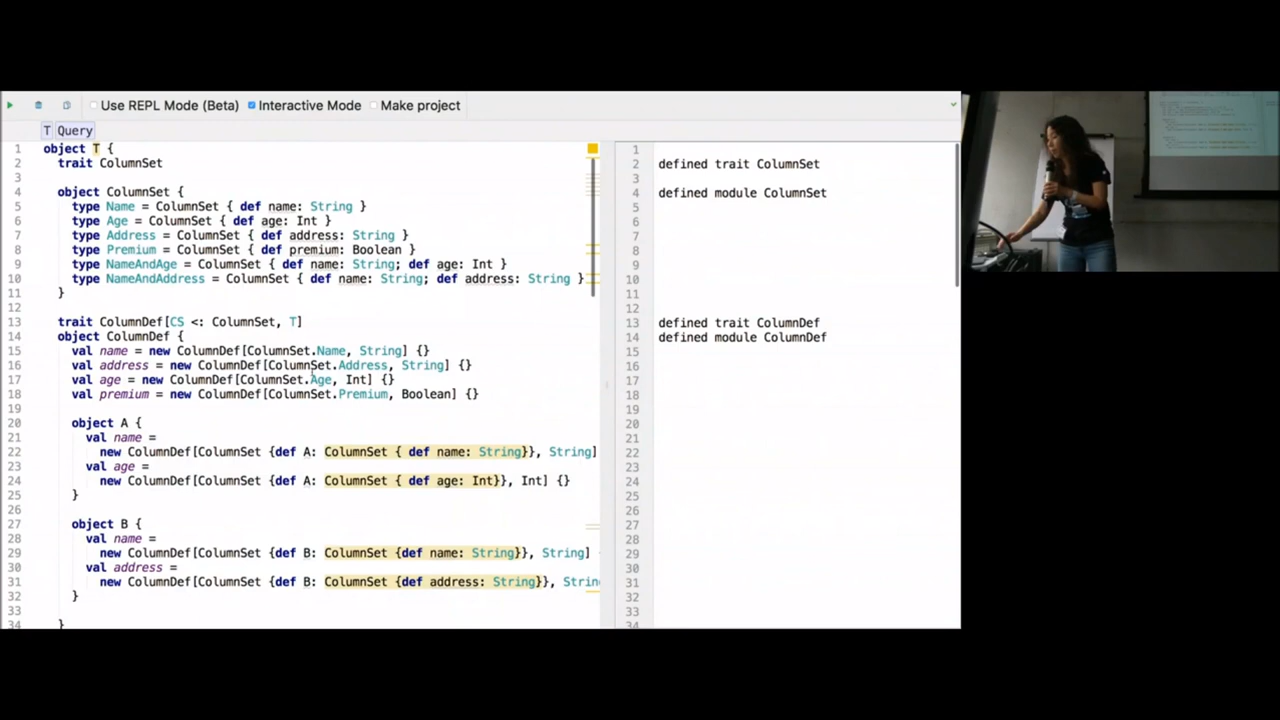 Use REPL Mode (Beta) Interactive Mode Make project
T Query
1 object T {
2 trait ColumnSet
3
4 object ColumnSet {
5 type Name = ColumnSet { def name: String }
6 type Age = ColumnSet { def age: Int }
7 type Address = ColumnSet { def address: String }
8 type Premium = ColumnSet { def premium: Boolean }
9 type NameAndAge = ColumnSet { def name: String; def age: Int }
10 type NameAndAddress = ColumnSet { def name: String; def address: String }
11 }
12
13 trait ColumnDef[CS <: ColumnSet, T]
14 object ColumnDef {
15 val name = new ColumnDef[ColumnSet.Name, String] {}
16 val address = new ColumnDef[ColumnSet.Address, String] {}
17 val age = new ColumnDef[ColumnSet.Age, Int] {}
18 val premium = new ColumnDef[ColumnSet.Premium, Boolean] {}
19
20 object A {
21 val name =
22 new ColumnDef[ColumnSet {def A: ColumnSet { def name: String}}, String]
23 val age =
24 new ColumnDef[ColumnSet {def A: ColumnSet { def age: Int}}, Int] {}
25 }
26
27 object B {
28 val name =
29 new ColumnDef[ColumnSet {def B: ColumnSet {def name: String}}, String]
30 val address =
31 new ColumnDef[ColumnSet {def B: ColumnSet {def address: String}}, Strin
32 }
33
34 }
1
2 defined trait ColumnSet
3
4 defined module ColumnSet
5
6
7
8
9
10
11
12
13 defined trait ColumnDef
14 defined module ColumnDef
15
16
17
18
19
20
21
22
23
24
25
26
27
28
29
30
31
32
33
34